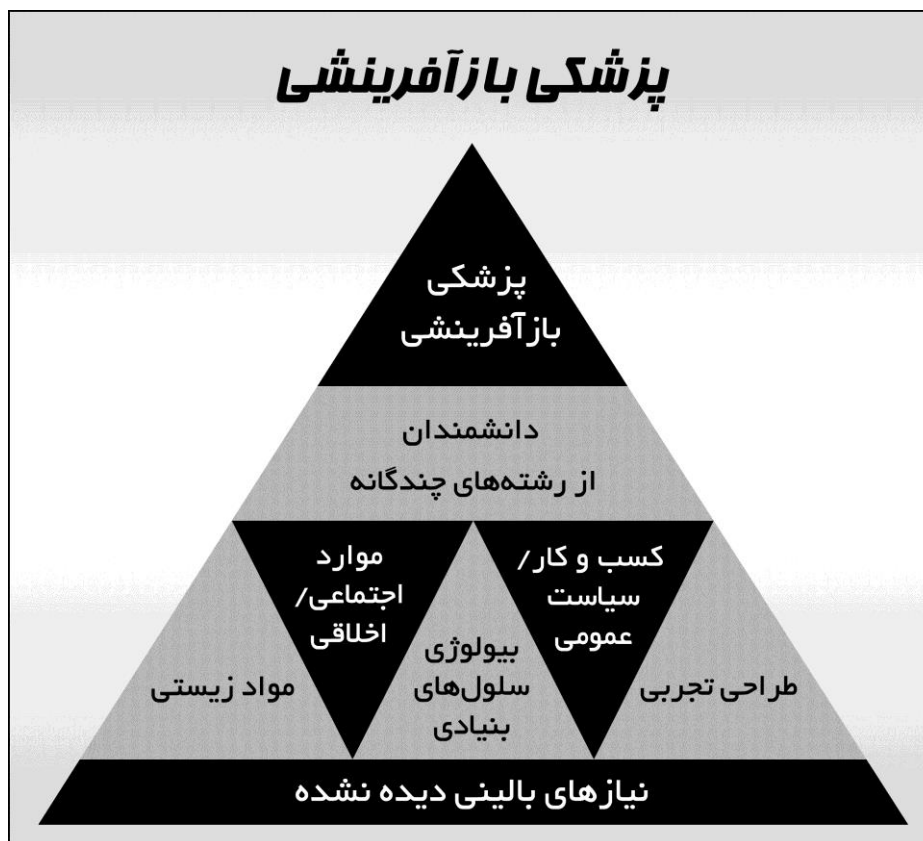 پزشکی بازآفرینشی
پزشکی
بازآفرینشی
دانشمندان
از رشته‌های چندگانه
کسب و کار/
سیاست
عمومی
موارد
اجتماعی/
اخلاقی
طراحی تجربی
بیولوژی
سلول‌های
بنیادی
مواد زیستی
نیازهای بالینی دیده نشده